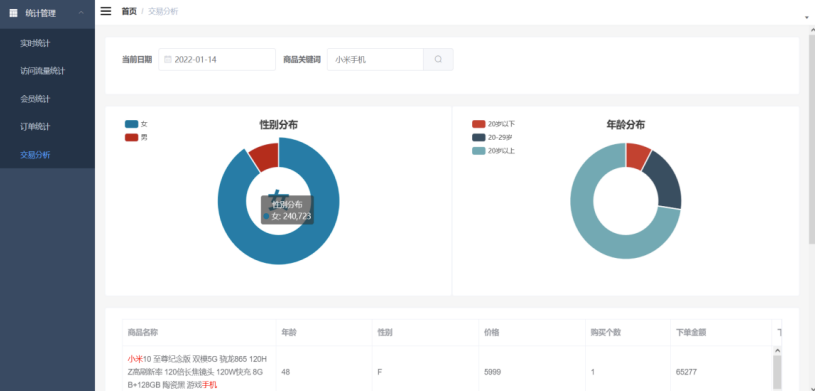 统计管理
首页 / 交易分析
实时统计
访问流量统计
会员统计
订单统计
交易分析
当前日期 2022-01-14 商品关键词 小米手机
性别分布
女
男
女
性别分布
女: 240,723
年龄分布
20岁以下
20-29岁
20岁以上
商品名称 年龄 性别 价格 购买个数 下单金额
小米10 至尊纪念版 双模5G 骁龙865 120H
Z高刷新率 120倍长焦镜头 120W快充 8G
B+128GB 陶瓷黑 游戏手机
48 F 5999 1 65277